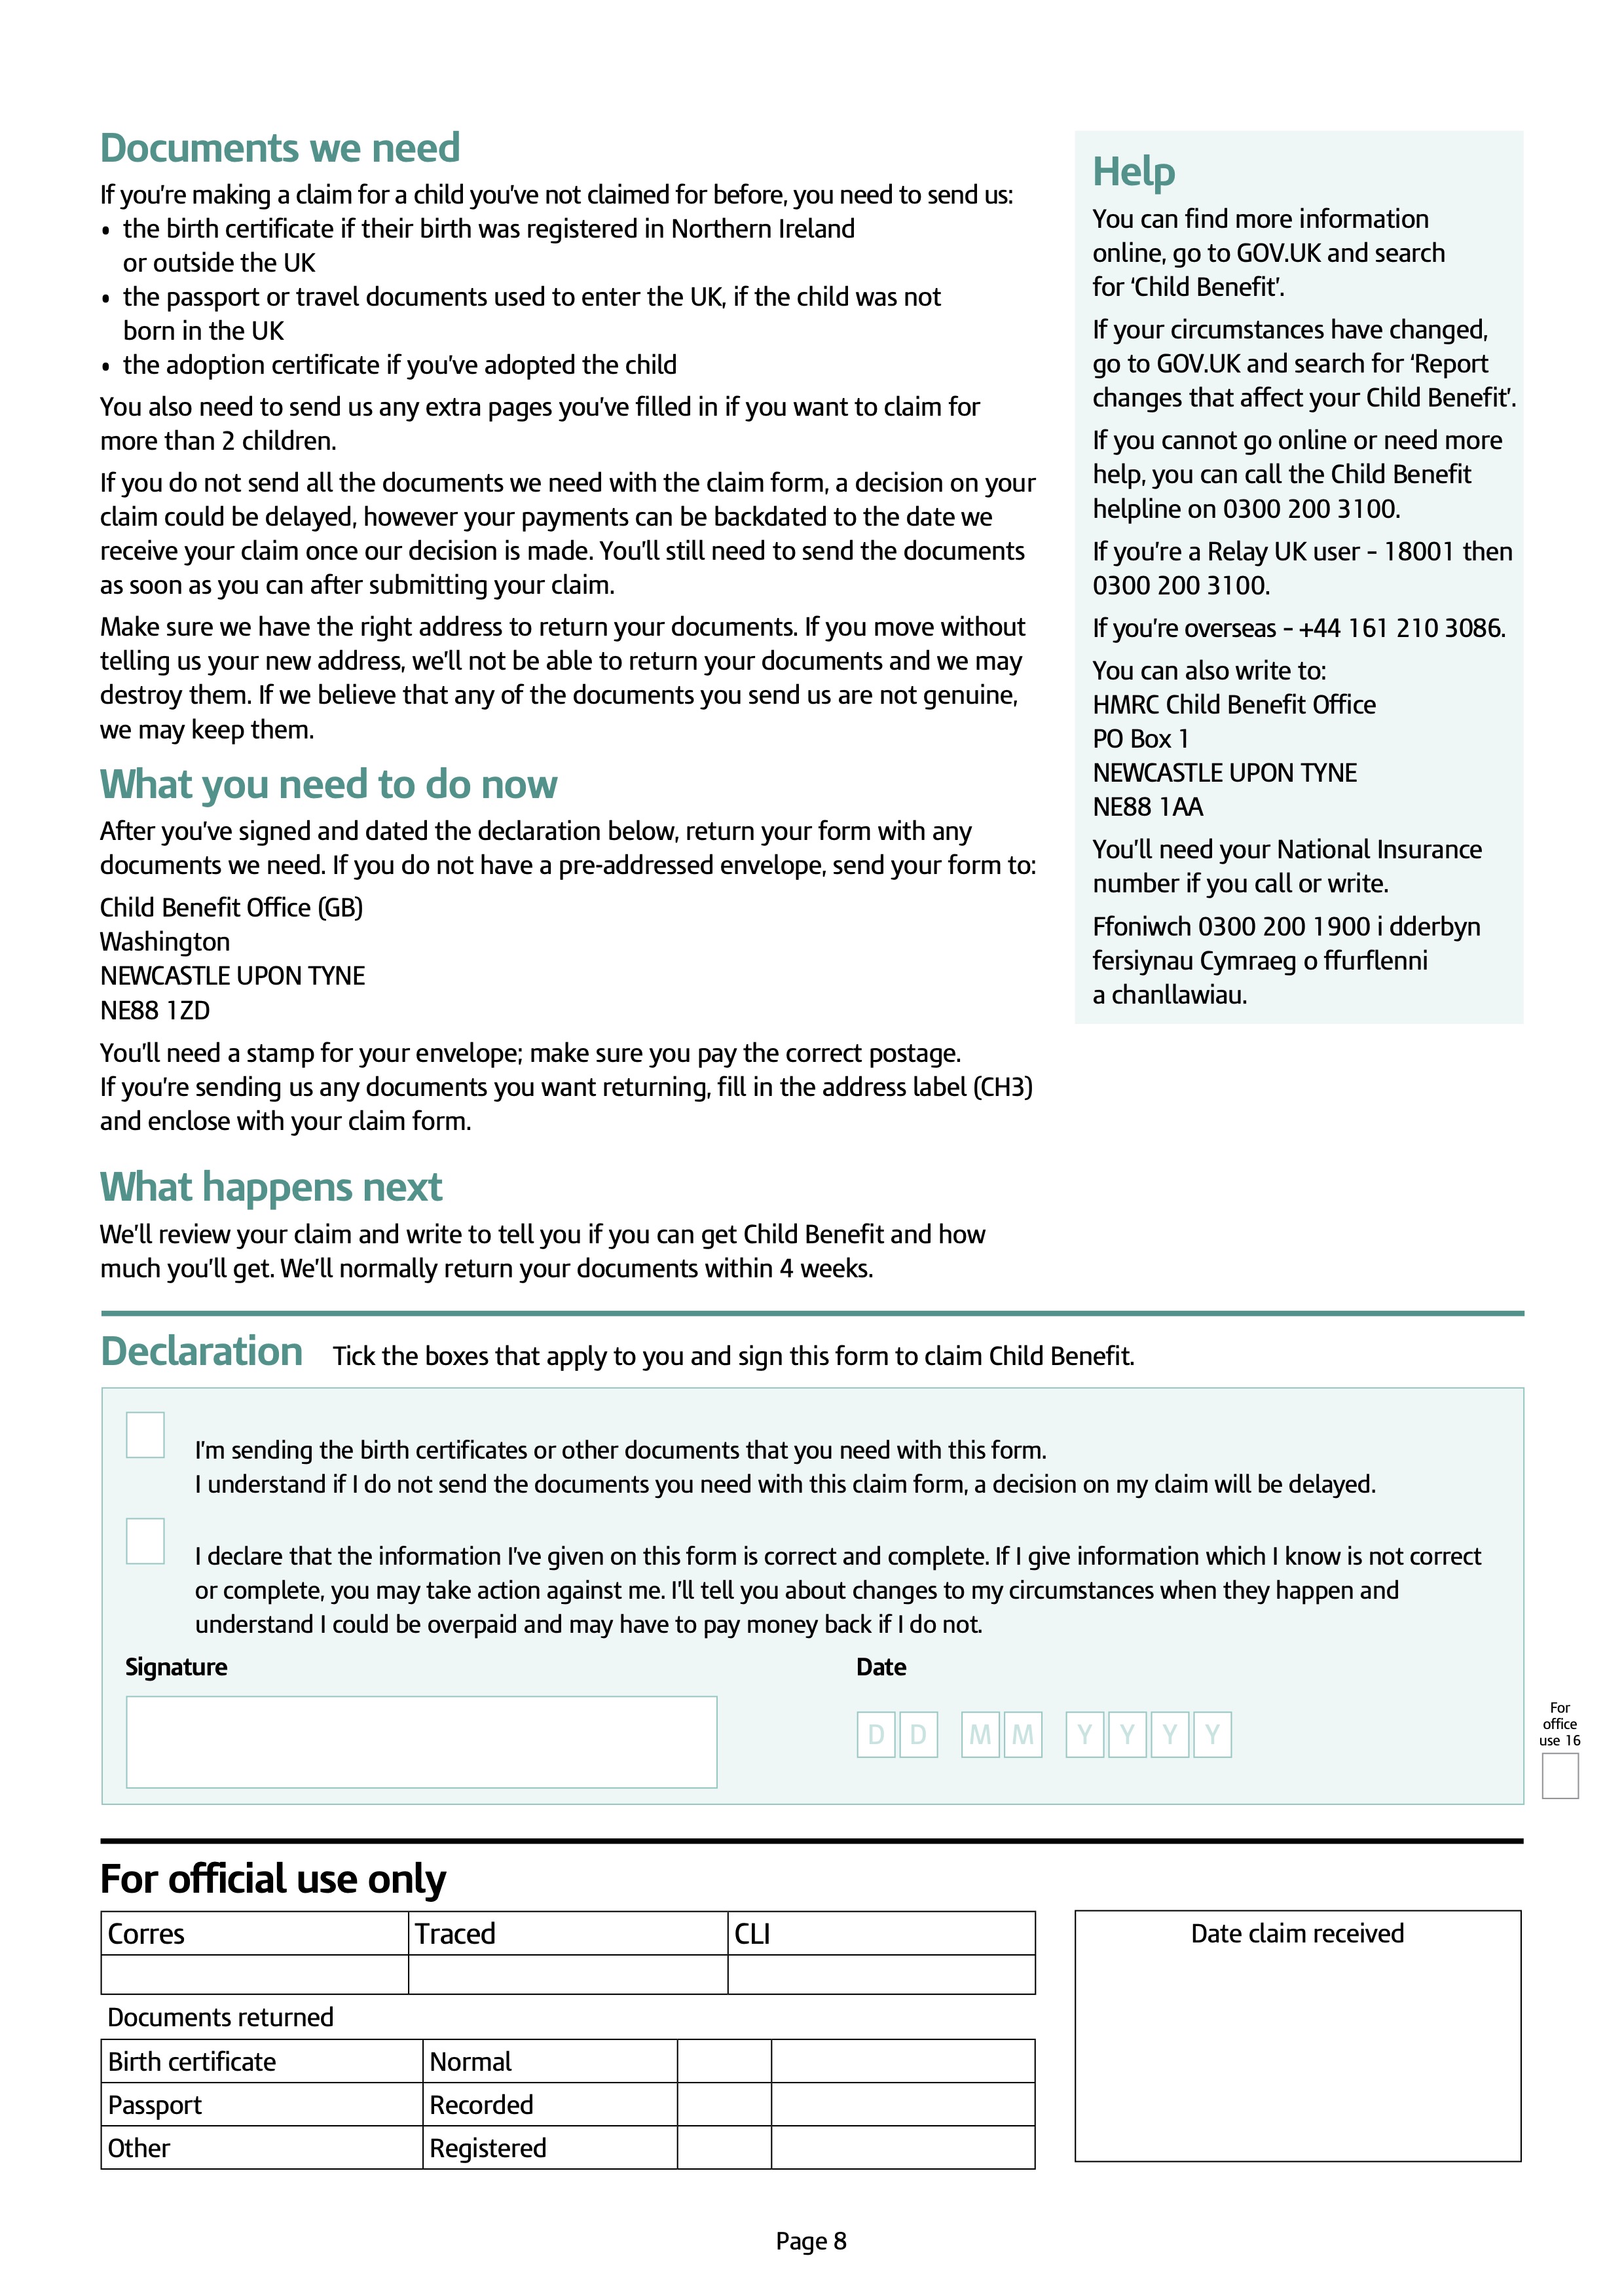 Documents we need
If you're making a claim for a child you've not claimed for before, you need to send us:
• the birth certificate if their birth was registered in Northern Ireland
or outside the UK
• the passport or travel documents used to enter the UK, if the child was not
born in the UK
• the adoption certificate if you've adopted the child
You also need to send us any extra pages you've filled in if you want to claim for
more than 2 children.
If you do not send all the documents we need with the claim form, a decision on your
claim could be delayed, however your payments can be backdated to the date we
receive your claim once our decision is made. You'll still need to send the documents
as soon as you can after submitting your claim.
Make sure we have the right address to return your documents. If you move without
telling us your new address, we'll not be able to return your documents and we may
destroy them. If we believe that any of the documents you send us are not genuine,
we may keep them.
What you need to do now
After you've signed and dated the declaration below, return your form with any
documents we need. If you do not have a pre-addressed envelope, send your form to:
Child Benefit Office (GB)
Washington
NEWCASTLE UPON TYNE
NE88 1ZD
You'll need a stamp for your envelope; make sure you pay the correct postage.
If you're sending us any documents you want returning, fill in the address label (CH3)
and enclose with your claim form.
What happens next
We'll review your claim and write to tell you if you can get Child Benefit and how
much you'll get. We'll normally return your documents within 4 weeks.
Help
You can find more information
online, go to GOV.UK and search
for 'Child Benefit'.
If your circumstances have changed,
go to GOV.UK and search for 'Report
changes that affect your Child Benefit'.
If you cannot go online or need more
help, you can call the Child Benefit
helpline on 0300 200 3100.
If you're a Relay UK user – 18001 then
0300 200 3100.
If you're overseas – +44 161 210 3086.
You can also write to:
HMRC Child Benefit Office
PO Box 1
NEWCASTLE UPON TYNE
NE88 1AA
You'll need your National Insurance
number if you call or write.
Ffoniwch 0300 200 1900 i dderbyn
fersiynau Cymraeg o ffurflenni
a chanllawiau.
Declaration Tick the boxes that apply to you and sign this form to claim Child Benefit.
I'm sending the birth certificates or other documents that you need with this form.
I understand if I do not send the documents you need with this claim form, a decision on my claim will be delayed.
I declare that the information I've given on this form is correct and complete. If I give information which I know is not correct
or complete, you may take action against me. I'll tell you about changes to my circumstances when they happen and
understand I could be overpaid and may have to pay money back if I do not.
Signature
Date
D D M M Y Y Y Y
For
office
use 16
For official use only
Corres Traced CLI
Documents returned
Birth certificate Normal
Passport Recorded
Other Registered
Date claim received
Page 8